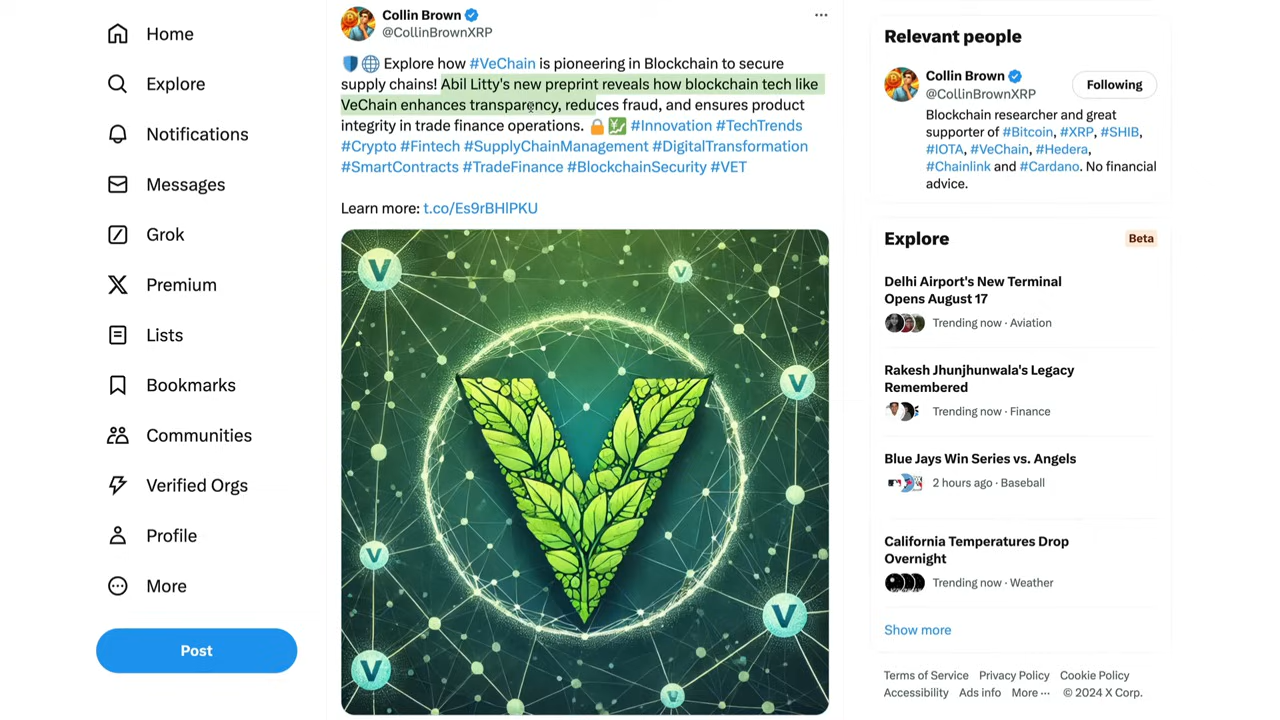 Home
Explore
Notifications
Messages
Grok
Premium
Lists
Bookmarks
Communities
Verified Orgs
Profile
More
Post
Collin Brown
@CollinBrownXRP
Explore how #VeChain is pioneering in Blockchain to secure
supply chains! Abil Litty's new preprint reveals how blockchain tech like
VeChain enhances transparency, reduces fraud, and ensures product
integrity in trade finance operations. #Innovation #TechTrends
#Crypto #Fintech #SupplyChainManagement #DigitalTransformation
#SmartContracts #TradeFinance #BlockchainSecurity #VET
Learn more: t.co/Es9rBHlPKU
V
V
V
V
V
V
V
V
Relevant people
Collin Brown
@CollinBrownXRP
Following
Blockchain researcher and great
supporter of #Bitcoin, #XRP, #SHIB,
#IOTA, #VeChain, #Hedera,
#Chainlink and #Cardano. No financial
advice.
Explore
Beta
Delhi Airport's New Terminal
Opens August 17
Trending now · Aviation
Rakesh Jhunjhunwala's Legacy
Remembered
Trending now · Finance
Blue Jays Win Series vs. Angels
2 hours ago · Baseball
California Temperatures Drop
Overnight
Trending now · Weather
Show more
Terms of Service Privacy Policy Cookie Policy
Accessibility Ads info More ··· © 2024 X Corp.